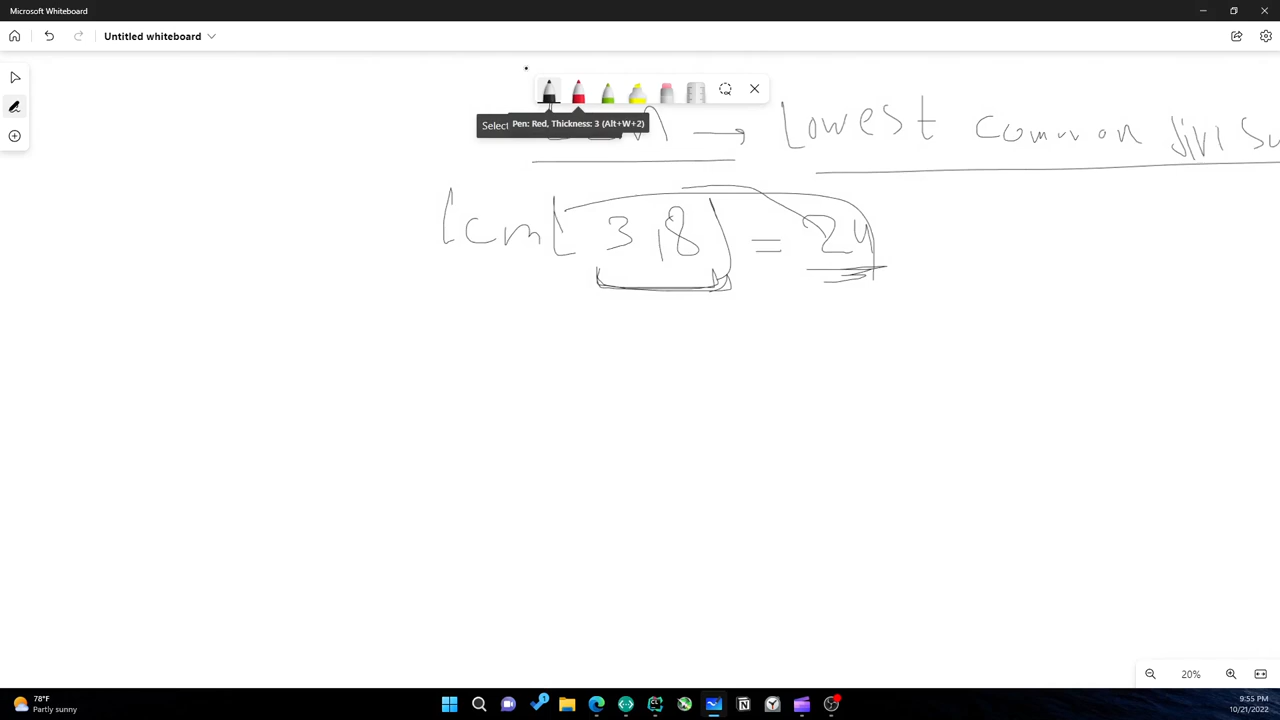 Microsoft Whiteboard
Untitled whiteboard
Select
Pen: Red, Thickness: 3 (Alt+W+2)
→ Lowest common
lcm( 3,8 ) = 24
20%
78°F
Partly sunny
9:55 PM
10/21/2022